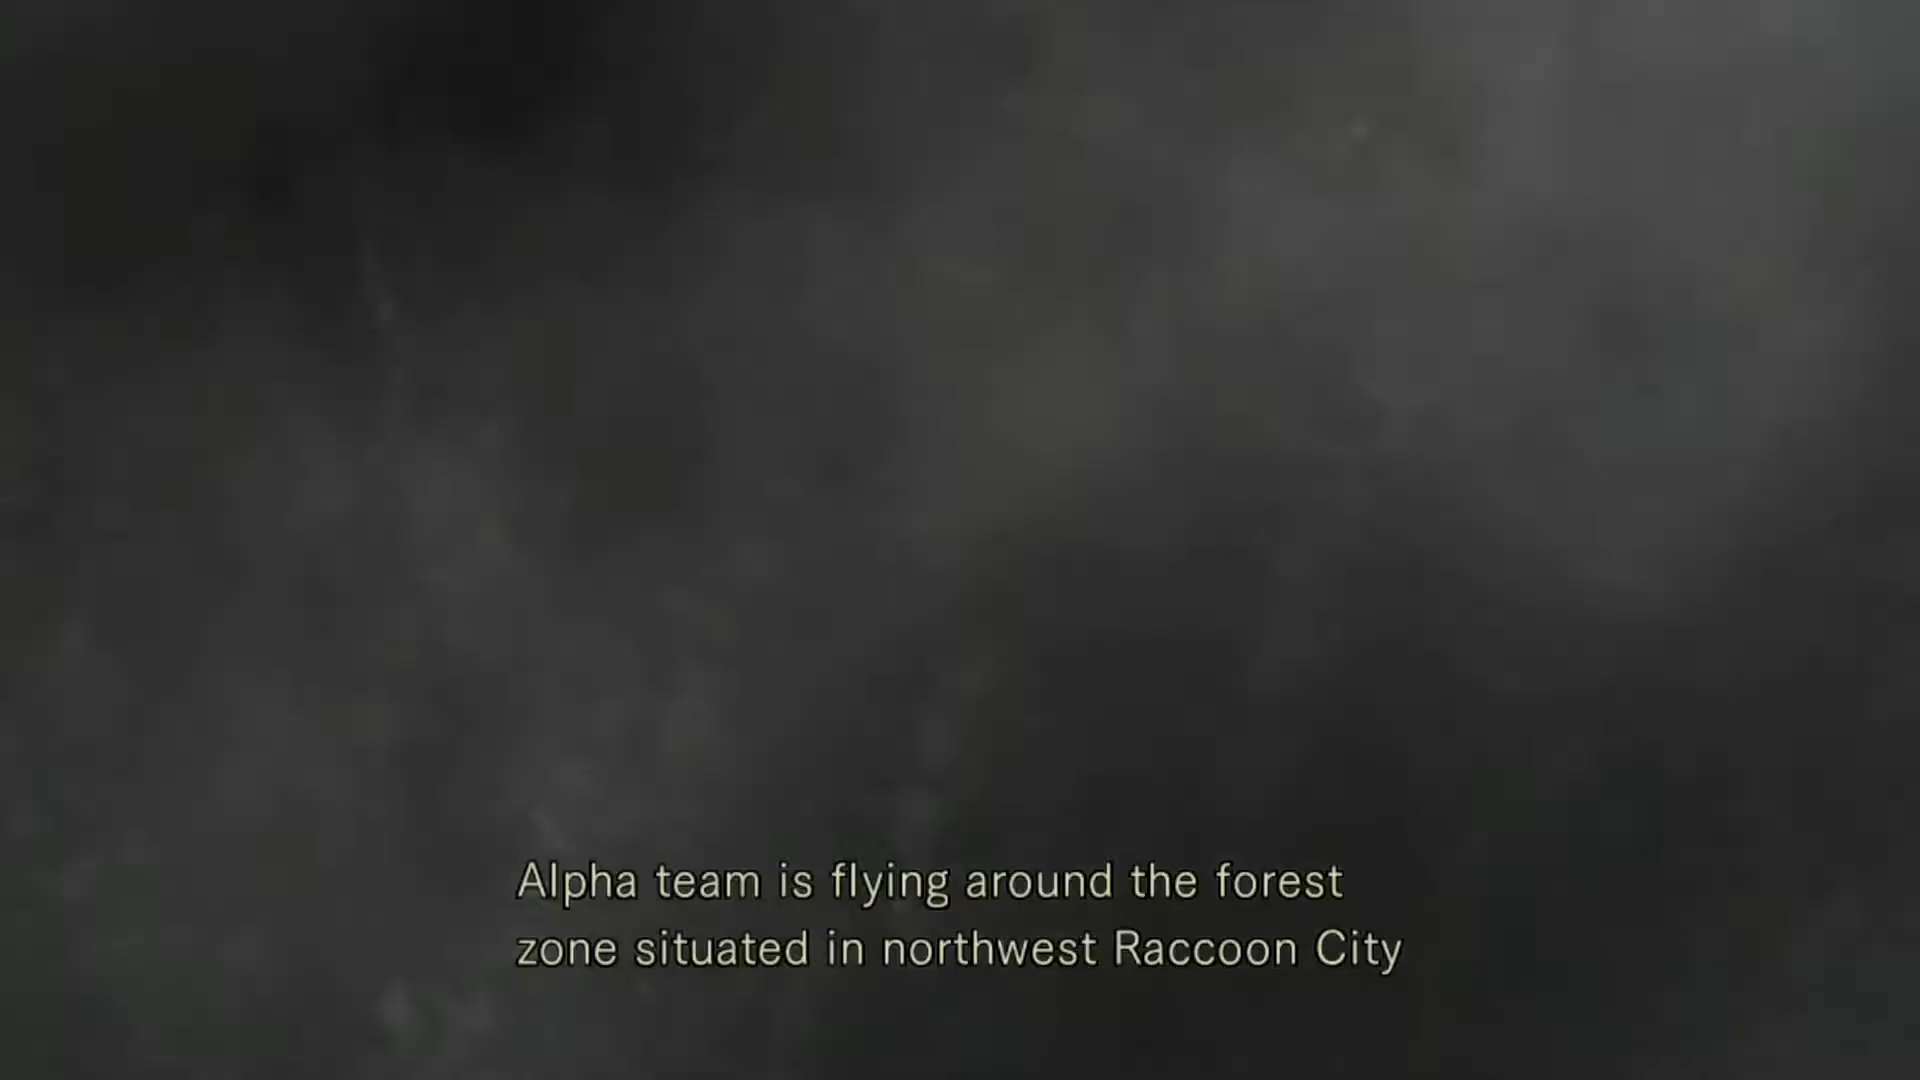 Alpha team is flying around the forest
zone situated in northwest Raccoon City